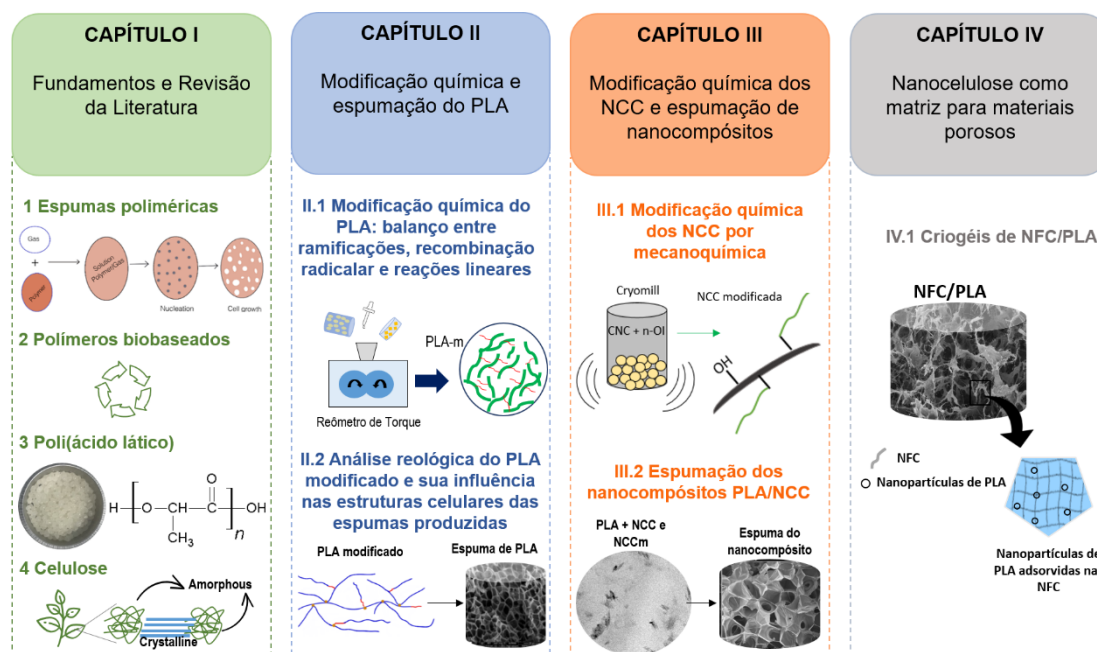 CAPÍTULO I
Fundamentos e Revisão
da Literatura
1 Espumas poliméricas
Gas
+
Polymer
Solution
Polymer/Gas
Nucleation
Cell growth
2 Polímeros biobaseados
3 Poli(ácido lático)
H
O
CH
C
O
OH
CH3
n
4 Celulose
Amorphous
Crystalline
CAPÍTULO II
Modificação química e
espumação do PLA
II.1 Modificação química do
PLA: balanço entre
ramificações, recombinação
radicalar e reações lineares
PLA-m
Reômetro de Torque
II.2 Análise reológica do PLA
modificado e sua influência
nas estruturas celulares das
espumas produzidas
PLA modificado
Espuma de PLA
CAPÍTULO III
Modificação química dos
NCC e espumação de
nanocompósitos
III.1 Modificação química
dos NCC por
mecanoquímica
Cryomill
NCC modificada
CNC + n-OI
OH
III.2 Espumação dos
nanocompósitos PLA/NCC
PLA + NCC e
NCCm
Espuma do
nanocompósito
CAPÍTULO IV
Nanocelulose como
matriz para materiais
porosos
IV.1 Criogéis de NFC/PLA
NFC/PLA
NFC
Nanopartículas de PLA
Nanopartículas de
PLA adsorvidas na
NFC